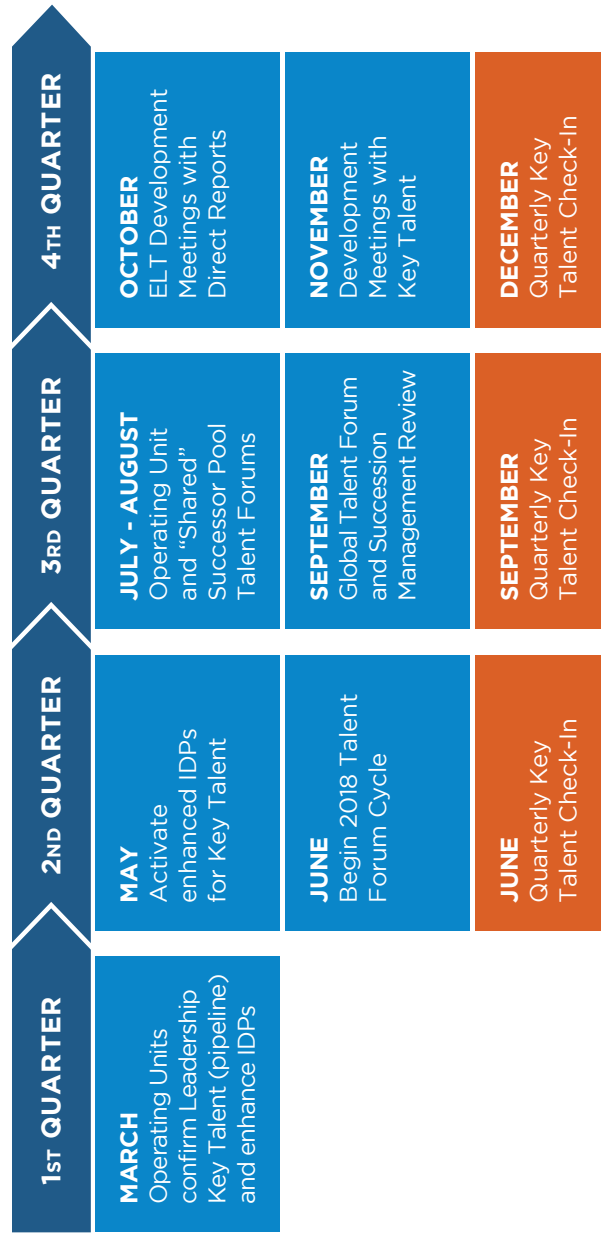 1ST QUARTER
2ND QUARTER
3RD QUARTER
4TH QUARTER
MARCH
Operating Units
confirm Leadership
Key Talent (pipeline)
and enhance IDPs
MAY
Activate
enhanced IDPs
for Key Talent
JULY - AUGUST
Operating Unit
and “Shared”
Successor Pool
Talent Forums
OCTOBER
ELT Development
Meetings with
Direct Reports
JUNE
Begin 2018 Talent
Forum Cycle
SEPTEMBER
Global Talent Forum
and Succession
Management Review
NOVEMBER
Development
Meetings with
Key Talent
JUNE
Quarterly Key
Talent Check-In
SEPTEMBER
Quarterly Key
Talent Check-In
DECEMBER
Quarterly Key
Talent Check-In